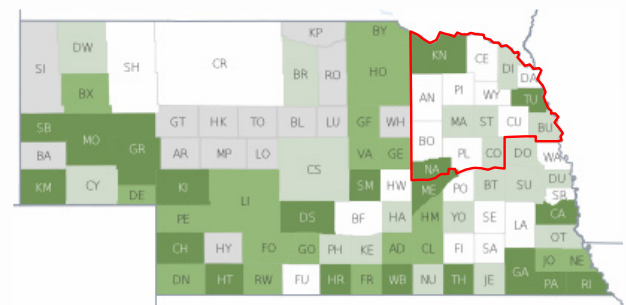 KP BY
SI DW SH CR BR RO HO KN CE DI DA
BX AN PI WY TU
SB MO GR GT HK TO BL LU GF WH MA ST CU BU
BA AR MP LO CS VA GE BO PL CO DO WA
KM CY DE KI LI SM HW NA ME PO BT SU DU SR
PE DS BF HA HM YO SE LA CA
CH HY FO GO PH KE AD CL FI SA OT
DN HT RW FU HR FR WB NU TH JE GA JO NE
PA RI